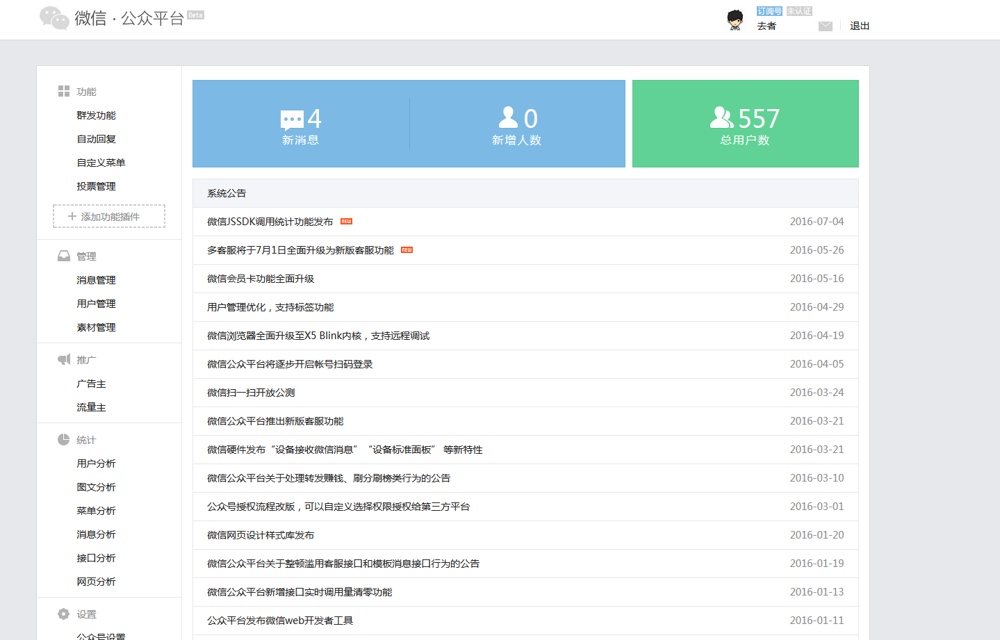 微信·公众平台 Beta
订阅号 未认证
去者 退出
功能
群发功能
自动回复
自定义菜单
投票管理
添加功能插件
管理
消息管理
用户管理
素材管理
推广
广告主
流量主
统计
用户分析
图文分析
菜单分析
消息分析
接口分析
网页分析
设置
公众号设置
4
新消息
0
新增人数
557
总用户数
系统公告
微信JSSDK调用统计功能发布 NEW 2016-07-04
多客服将于7月1日全面升级为新版客服功能 NEW 2016-05-26
微信会员卡功能全面升级 2016-05-16
用户管理优化，支持标签功能 2016-04-29
微信浏览器全面升级至X5 Blink内核，支持远程调试 2016-04-19
微信公众平台将逐步开启帐号扫码登录 2016-04-05
微信扫一扫开放公测 2016-03-24
微信公众平台推出新版客服功能 2016-03-21
微信硬件发布“设备接收微信消息”“设备标准面板” 等新特性 2016-03-21
微信公众平台关于处理转发赚钱、刷分刷榜类行为的公告 2016-03-10
公众号授权流程改版，可以自定义选择权限授权给第三方平台 2016-03-01
微信网页设计样式库发布 2016-01-20
微信公众平台关于整顿滥用客服接口和模板消息接口行为的公告 2016-01-19
微信公众平台新增接口实时调用量清零功能 2016-01-13
公众平台发布微信web开发者工具 2016-01-11